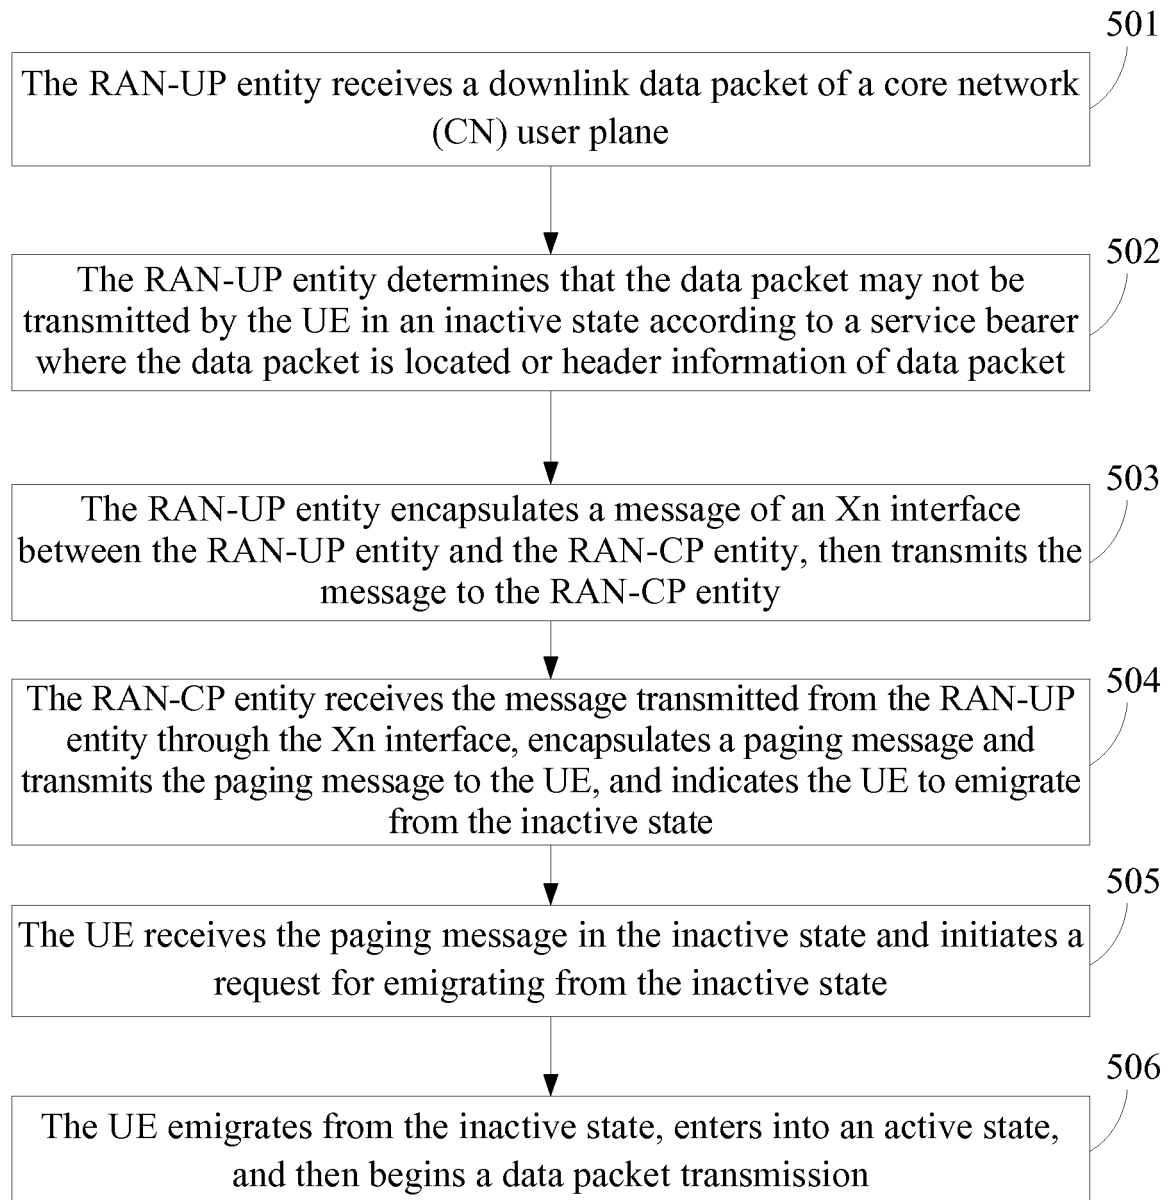 501
The RAN-UP entity receives a downlink data packet of a core network
(CN) user plane
502
The RAN-UP entity determines that the data packet may not be
transmitted by the UE in an inactive state according to a service bearer
where the data packet is located or header information of data packet
503
The RAN-UP entity encapsulates a message of an Xn interface
between the RAN-UP entity and the RAN-CP entity, then transmits the
message to the RAN-CP entity
504
The RAN-CP entity receives the message transmitted from the RAN-UP
entity through the Xn interface, encapsulates a paging message and
transmits the paging message to the UE, and indicates the UE to emigrate
from the inactive state
505
The UE receives the paging message in the inactive state and initiates a
request for emigrating from the inactive state
506
The UE emigrates from the inactive state, enters into an active state,
and then begins a data packet transmission